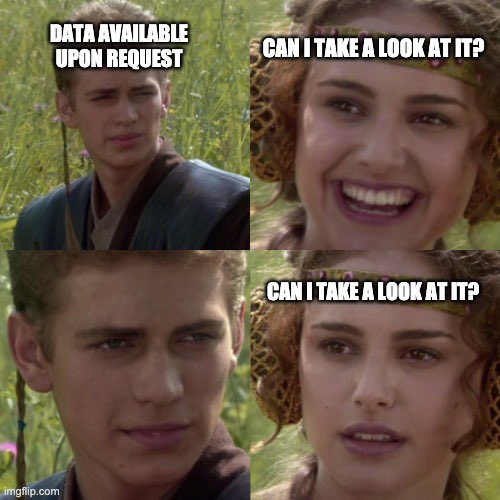 DATA AVAILABLE
UPON REQUEST
CAN I TAKE A LOOK AT IT?
CAN I TAKE A LOOK AT IT?
imgflip.com